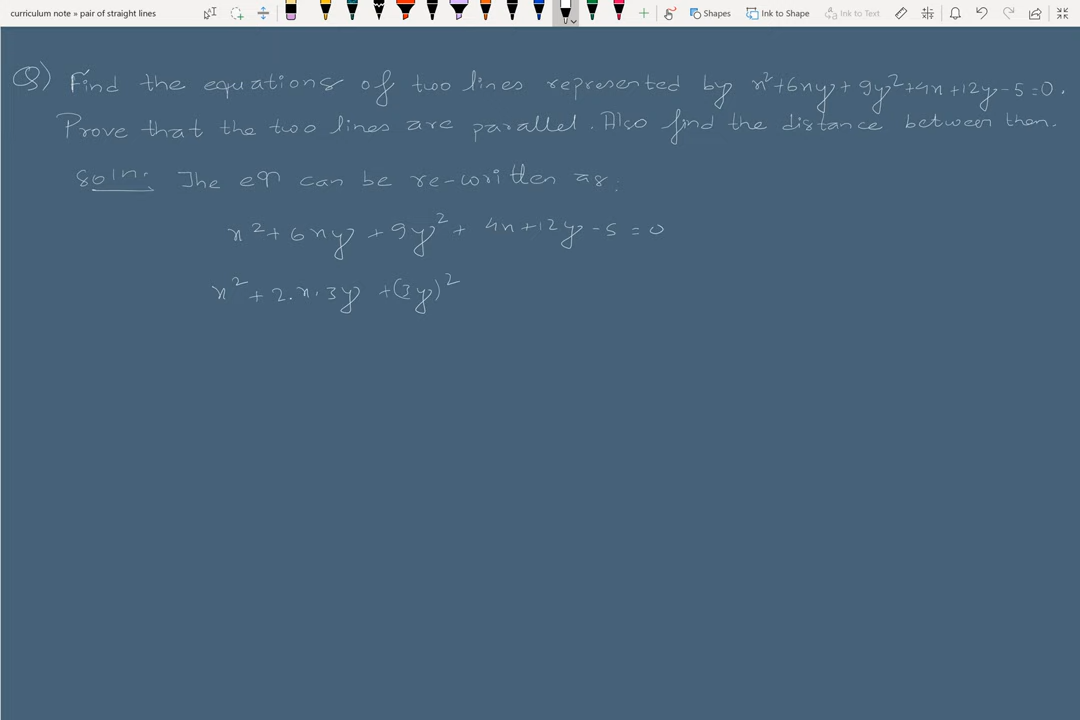 curriculum note » pair of straight lines
Shapes Ink to Shape Ink to Text
Q) Find the equations of two lines represented by x²+6xy+9y²+4x+12y-5=0.
Prove that the two lines are parallel. Also find the distance between them.
Soln: The eqn can be re-written as:
x²+6xy+9y²+4x+12y-5=0
x²+2.x.3y+(3y)²